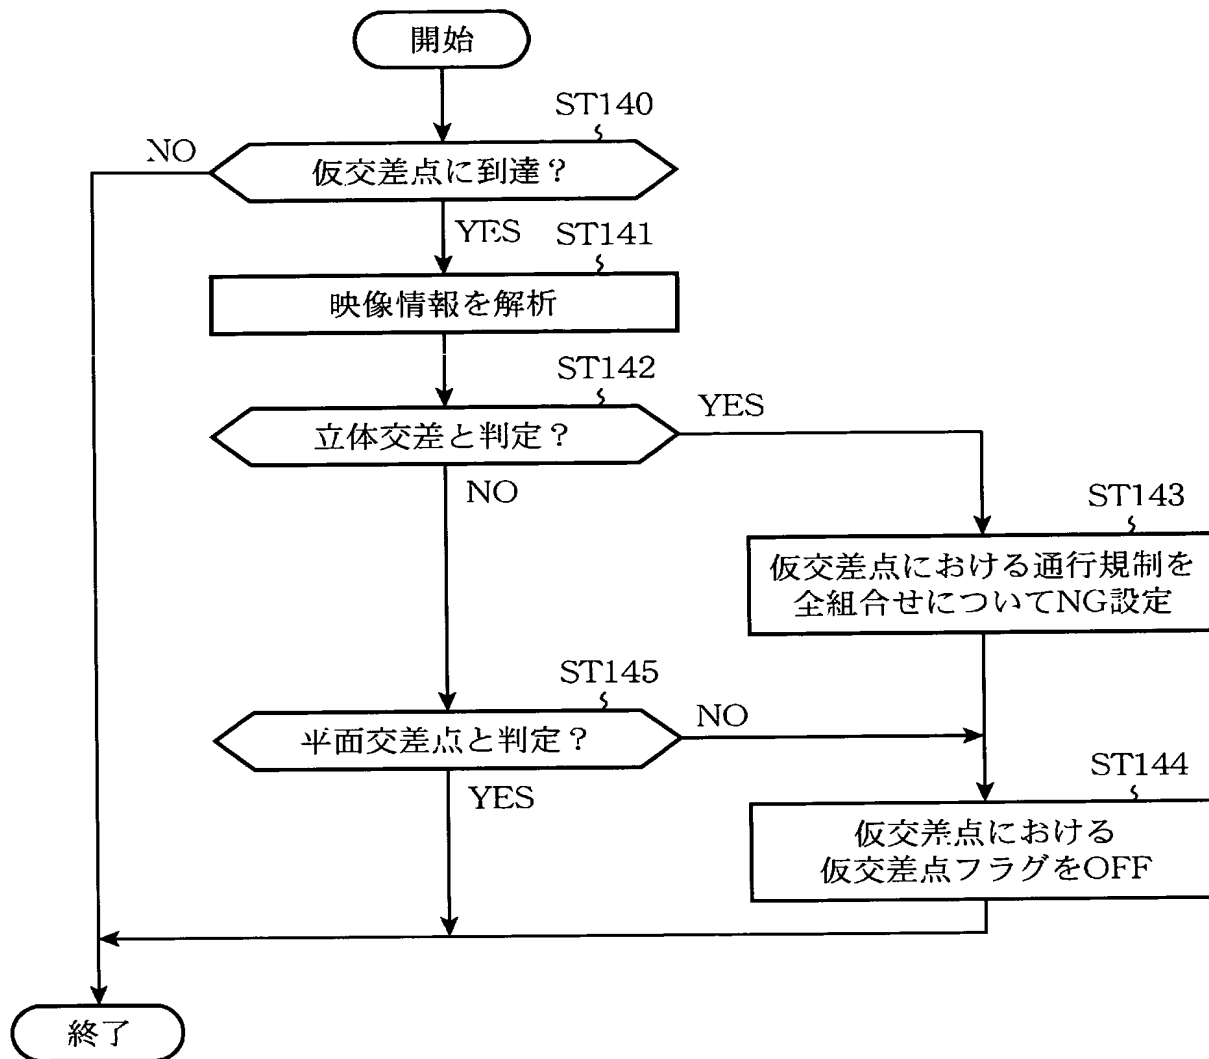 開始
ST140
NO
仮交差点に到達？
YES
ST141
映像情報を解析
ST142
立体交差と判定？
YES
NO
ST143
仮交差点における通行規制を
全組合せについてNG設定
ST145
平面交差点と判定？
NO
YES
ST144
仮交差点における
仮交差点フラグをOFF
終了